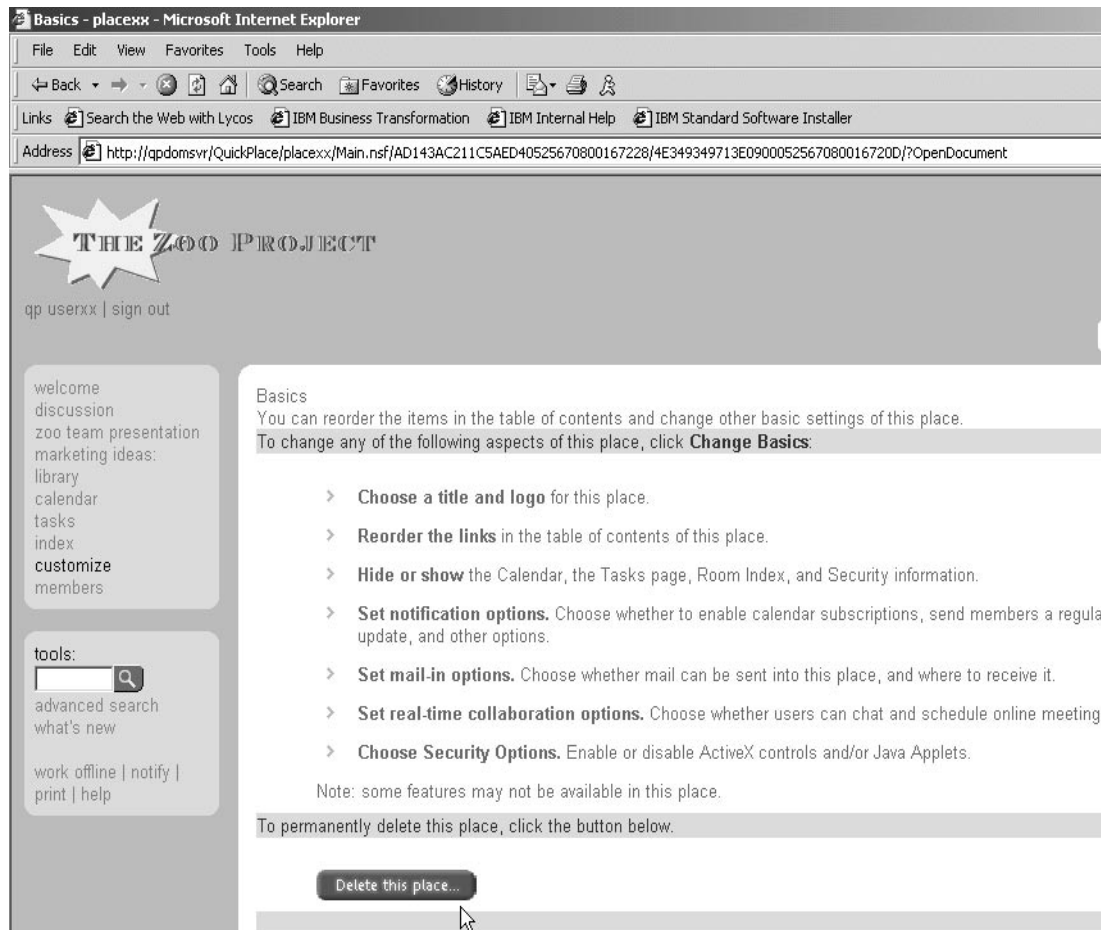 Basics - placexx - Microsoft Internet Explorer
File Edit View Favorites Tools Help
Back Search Favorites History
Links Search the Web with Lycos IBM Business Transformation IBM Internal Help IBM Standard Software Installer
Address http://qpdomsvr/QuickPlace/placexx/Main.nsf/AD143AC211C5AED40525670800167228/4E349349713E0900052567080016720D/?OpenDocument
THE ZOO PROJECT
qp userxx | sign out
welcome
discussion
zoo team presentation
marketing ideas:
library
calendar
tasks
index
customize
members
tools:
advanced search
what's new
work offline | notify |
print | help
Basics
You can reorder the items in the table of contents and change other basic settings of this place.
To change any of the following aspects of this place, click Change Basics:
> Choose a title and logo for this place.
> Reorder the links in the table of contents of this place.
> Hide or show the Calendar, the Tasks page, Room Index, and Security information.
> Set notification options. Choose whether to enable calendar subscriptions, send members a regula
update, and other options.
> Set mail-in options. Choose whether mail can be sent into this place, and where to receive it.
> Set real-time collaboration options. Choose whether users can chat and schedule online meeting
> Choose Security Options. Enable or disable ActiveX controls and/or Java Applets.
Note: some features may not be available in this place.
To permanently delete this place, click the button below.
Delete this place...